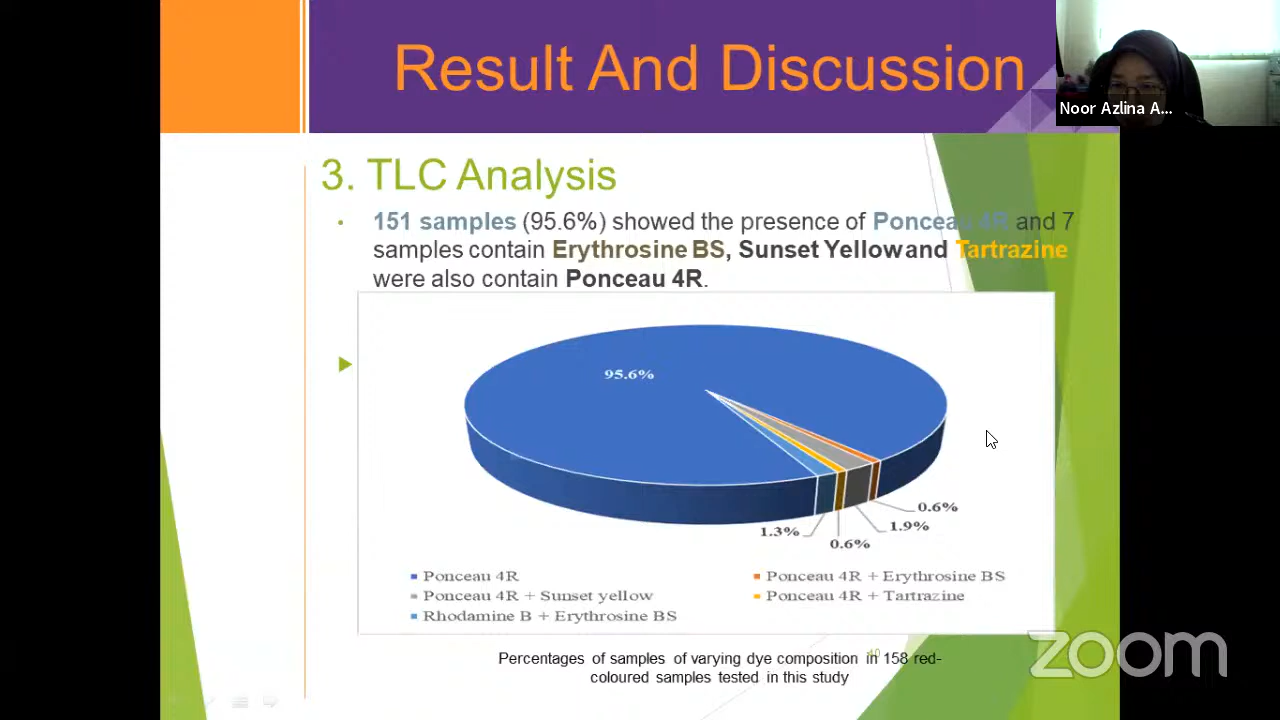 Result And Discussion
Noor Azlina A...
3. TLC Analysis
151 samples (95.6%) showed the presence of Ponceau 4R and 7
samples contain Erythrosine BS, Sunset Yellow and Tartrazine
were also contain Ponceau 4R.
95.6%
0.6%
1.9%
1.3%
0.6%
Ponceau 4R
Ponceau 4R + Erythrosine BS
Ponceau 4R + Sunset yellow
Ponceau 4R + Tartrazine
Rhodamine B + Erythrosine BS
Percentages of samples of varying dye composition in 158 red-
coloured samples tested in this study
zoom